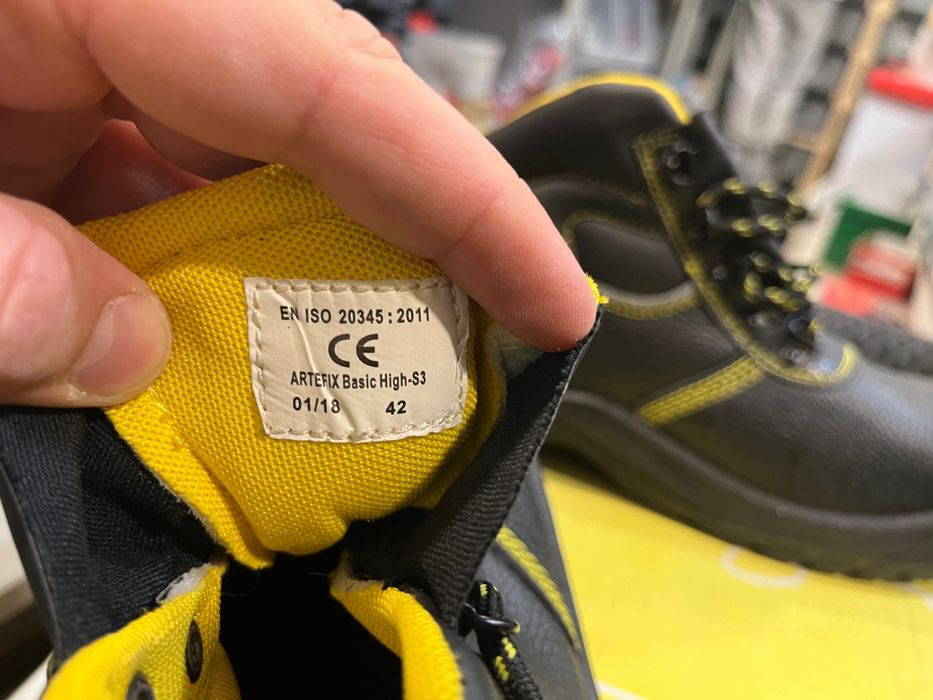 EN ISO 20345 : 2011
CE
ARTEFIX Basic High-S3
01/18 42